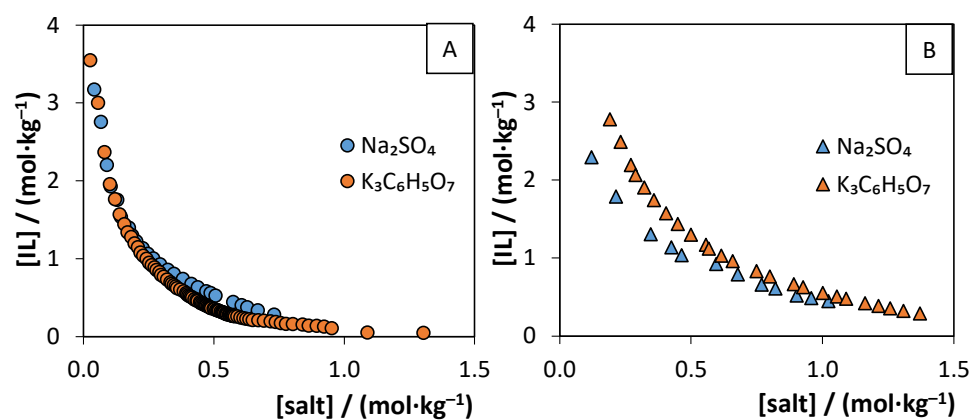 A
4
3
2
1
0
[IL] / (mol·kg⁻¹)
Na₂SO₄
K₃C₆H₅O₇
0.0
0.5
1.0
1.5
[salt] / (mol·kg⁻¹)
B
4
3
2
1
0
[IL] / (mol·kg⁻¹)
Na₂SO₄
K₃C₆H₅O₇
0.0
0.5
1.0
1.5
[salt] / (mol·kg⁻¹)